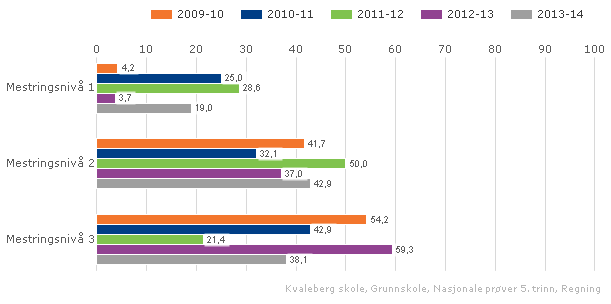 2009-10 2010-11 2011-12 2012-13 2013-14
0 10 20 30 40 50 60 70 80 90 100
4,2
25,0
Mestringsnivå 1 28,6
3,7
19,0
41,7
32,1
Mestringsnivå 2 50,0
37,0
42,9
54,2
42,9
Mestringsnivå 3 21,4
59,3
38,1
Kvaleberg skole, Grunnskole, Nasjonale prøver 5. trinn, Regning